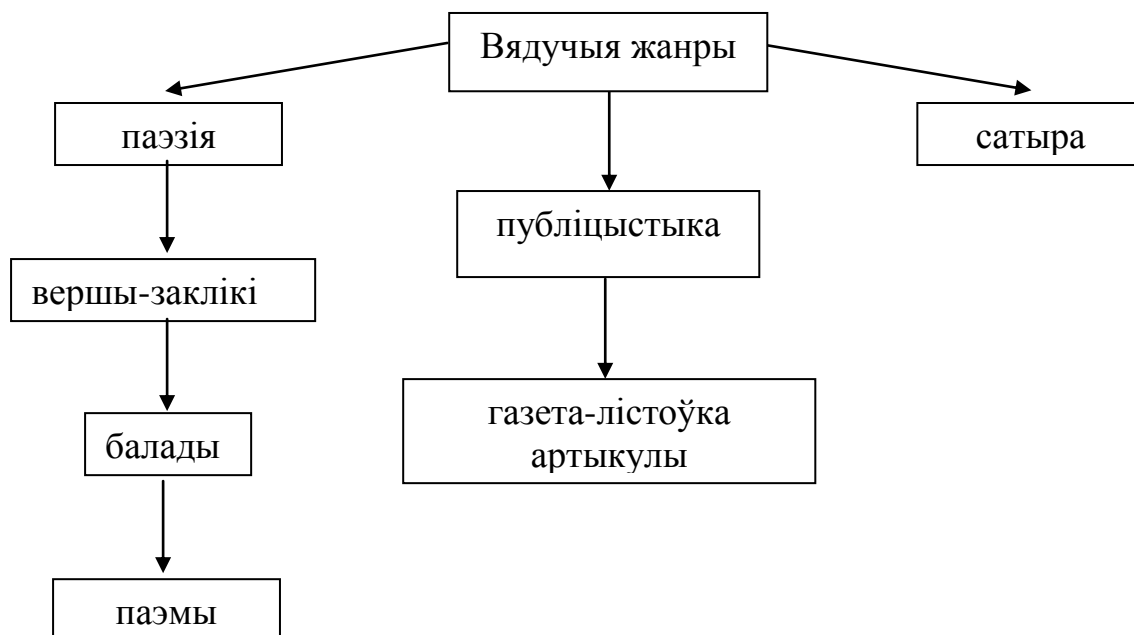 Вядучыя жанры
паэзія
сатыра
публіцыстыка
вершы-заклікі
газета-лістоўка
артыкулы
балады
паэмы